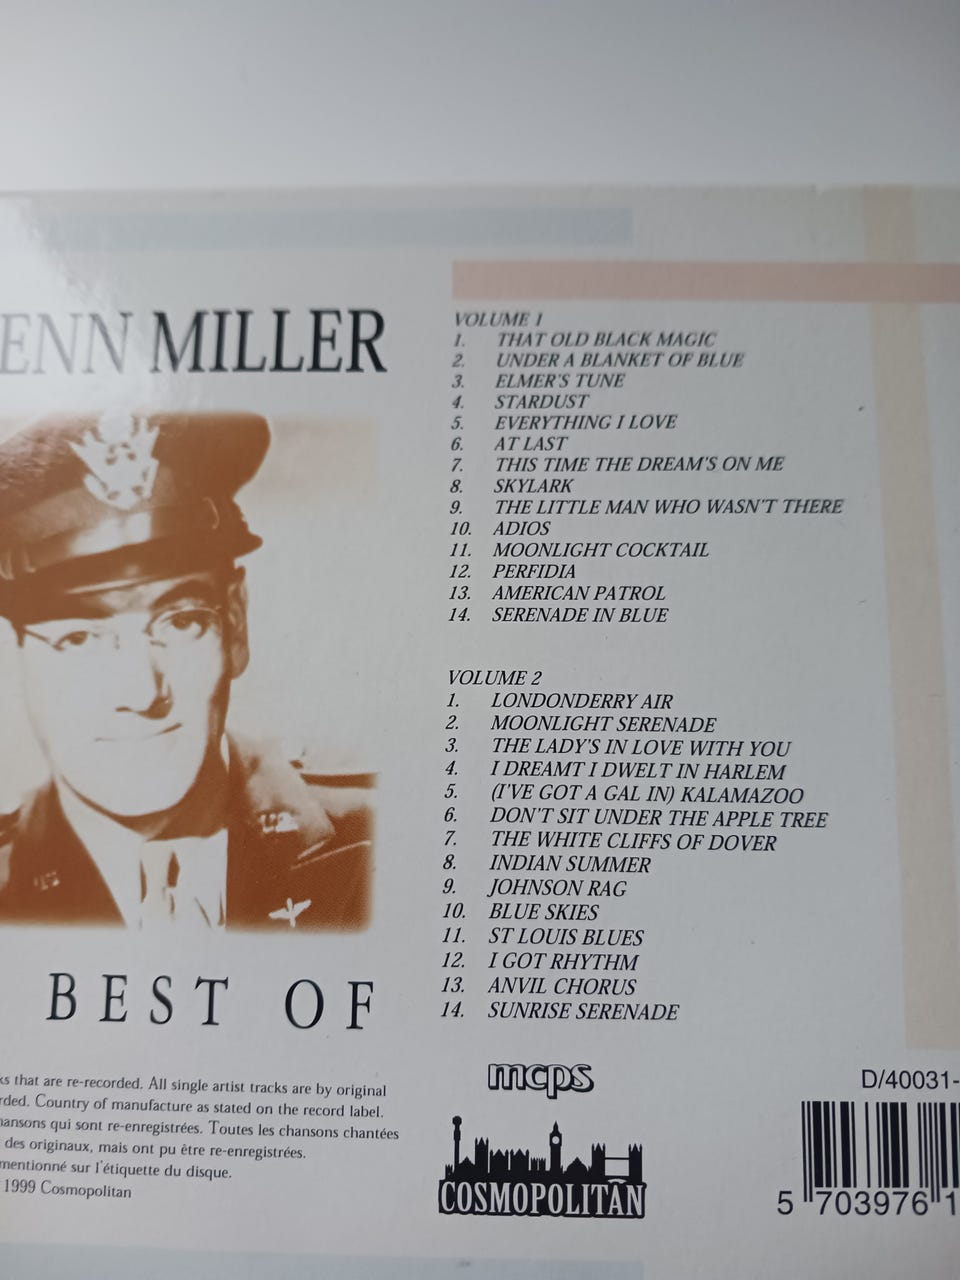 ENN MILLER
VOLUME 1
1. THAT OLD BLACK MAGIC
2. UNDER A BLANKET OF BLUE
3. ELMER'S TUNE
4. STARDUST
5. EVERYTHING I LOVE
6. AT LAST
7. THIS TIME THE DREAM'S ON ME
8. SKYLARK
9. THE LITTLE MAN WHO WASN'T THERE
10. ADIOS
11. MOONLIGHT COCKTAIL
12. PERFIDIA
13. AMERICAN PATROL
14. SERENADE IN BLUE
VOLUME 2
1. LONDONDERRY AIR
2. MOONLIGHT SERENADE
3. THE LADY'S IN LOVE WITH YOU
4. I DREAMT I DWELT IN HARLEM
5. (I'VE GOT A GAL IN) KALAMAZOO
6. DON'T SIT UNDER THE APPLE TREE
7. THE WHITE CLIFFS OF DOVER
8. INDIAN SUMMER
9. JOHNSON RAG
10. BLUE SKIES
11. ST LOUIS BLUES
12. I GOT RHYTHM
13. ANVIL CHORUS
14. SUNRISE SERENADE
BEST OF
ks that are re-recorded. All single artist tracks are by original
rded. Country of manufacture as stated on the record label.
hansons qui sont re-enregistrées. Toutes les chansons chantées
des originaux, mais ont pu être re-enregistrées.
mentionné sur l'étiquette du disque.
1999 Cosmopolitan
mcps
COSMOPOLITAN
D/40031-
5 703976 1